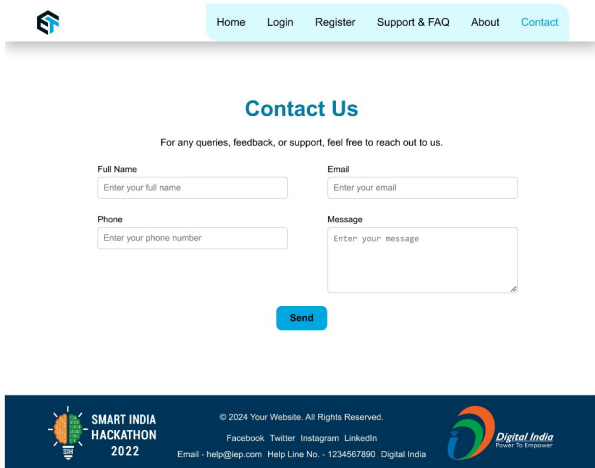 Home Login Register Support & FAQ About Contact
Contact Us
For any queries, feedback, or support, feel free to reach out to us.
Full Name
Enter your full name
Email
Enter your email
Phone
Enter your phone number
Message
Enter your message
Send
SMART INDIA
HACKATHON
2022
SIH
© 2024 Your Website. All Rights Reserved.
Facebook Twitter Instagram LinkedIn
Email - help@iep.com Help Line No. - 1234567890 Digital India
Digital India
Power To Empower